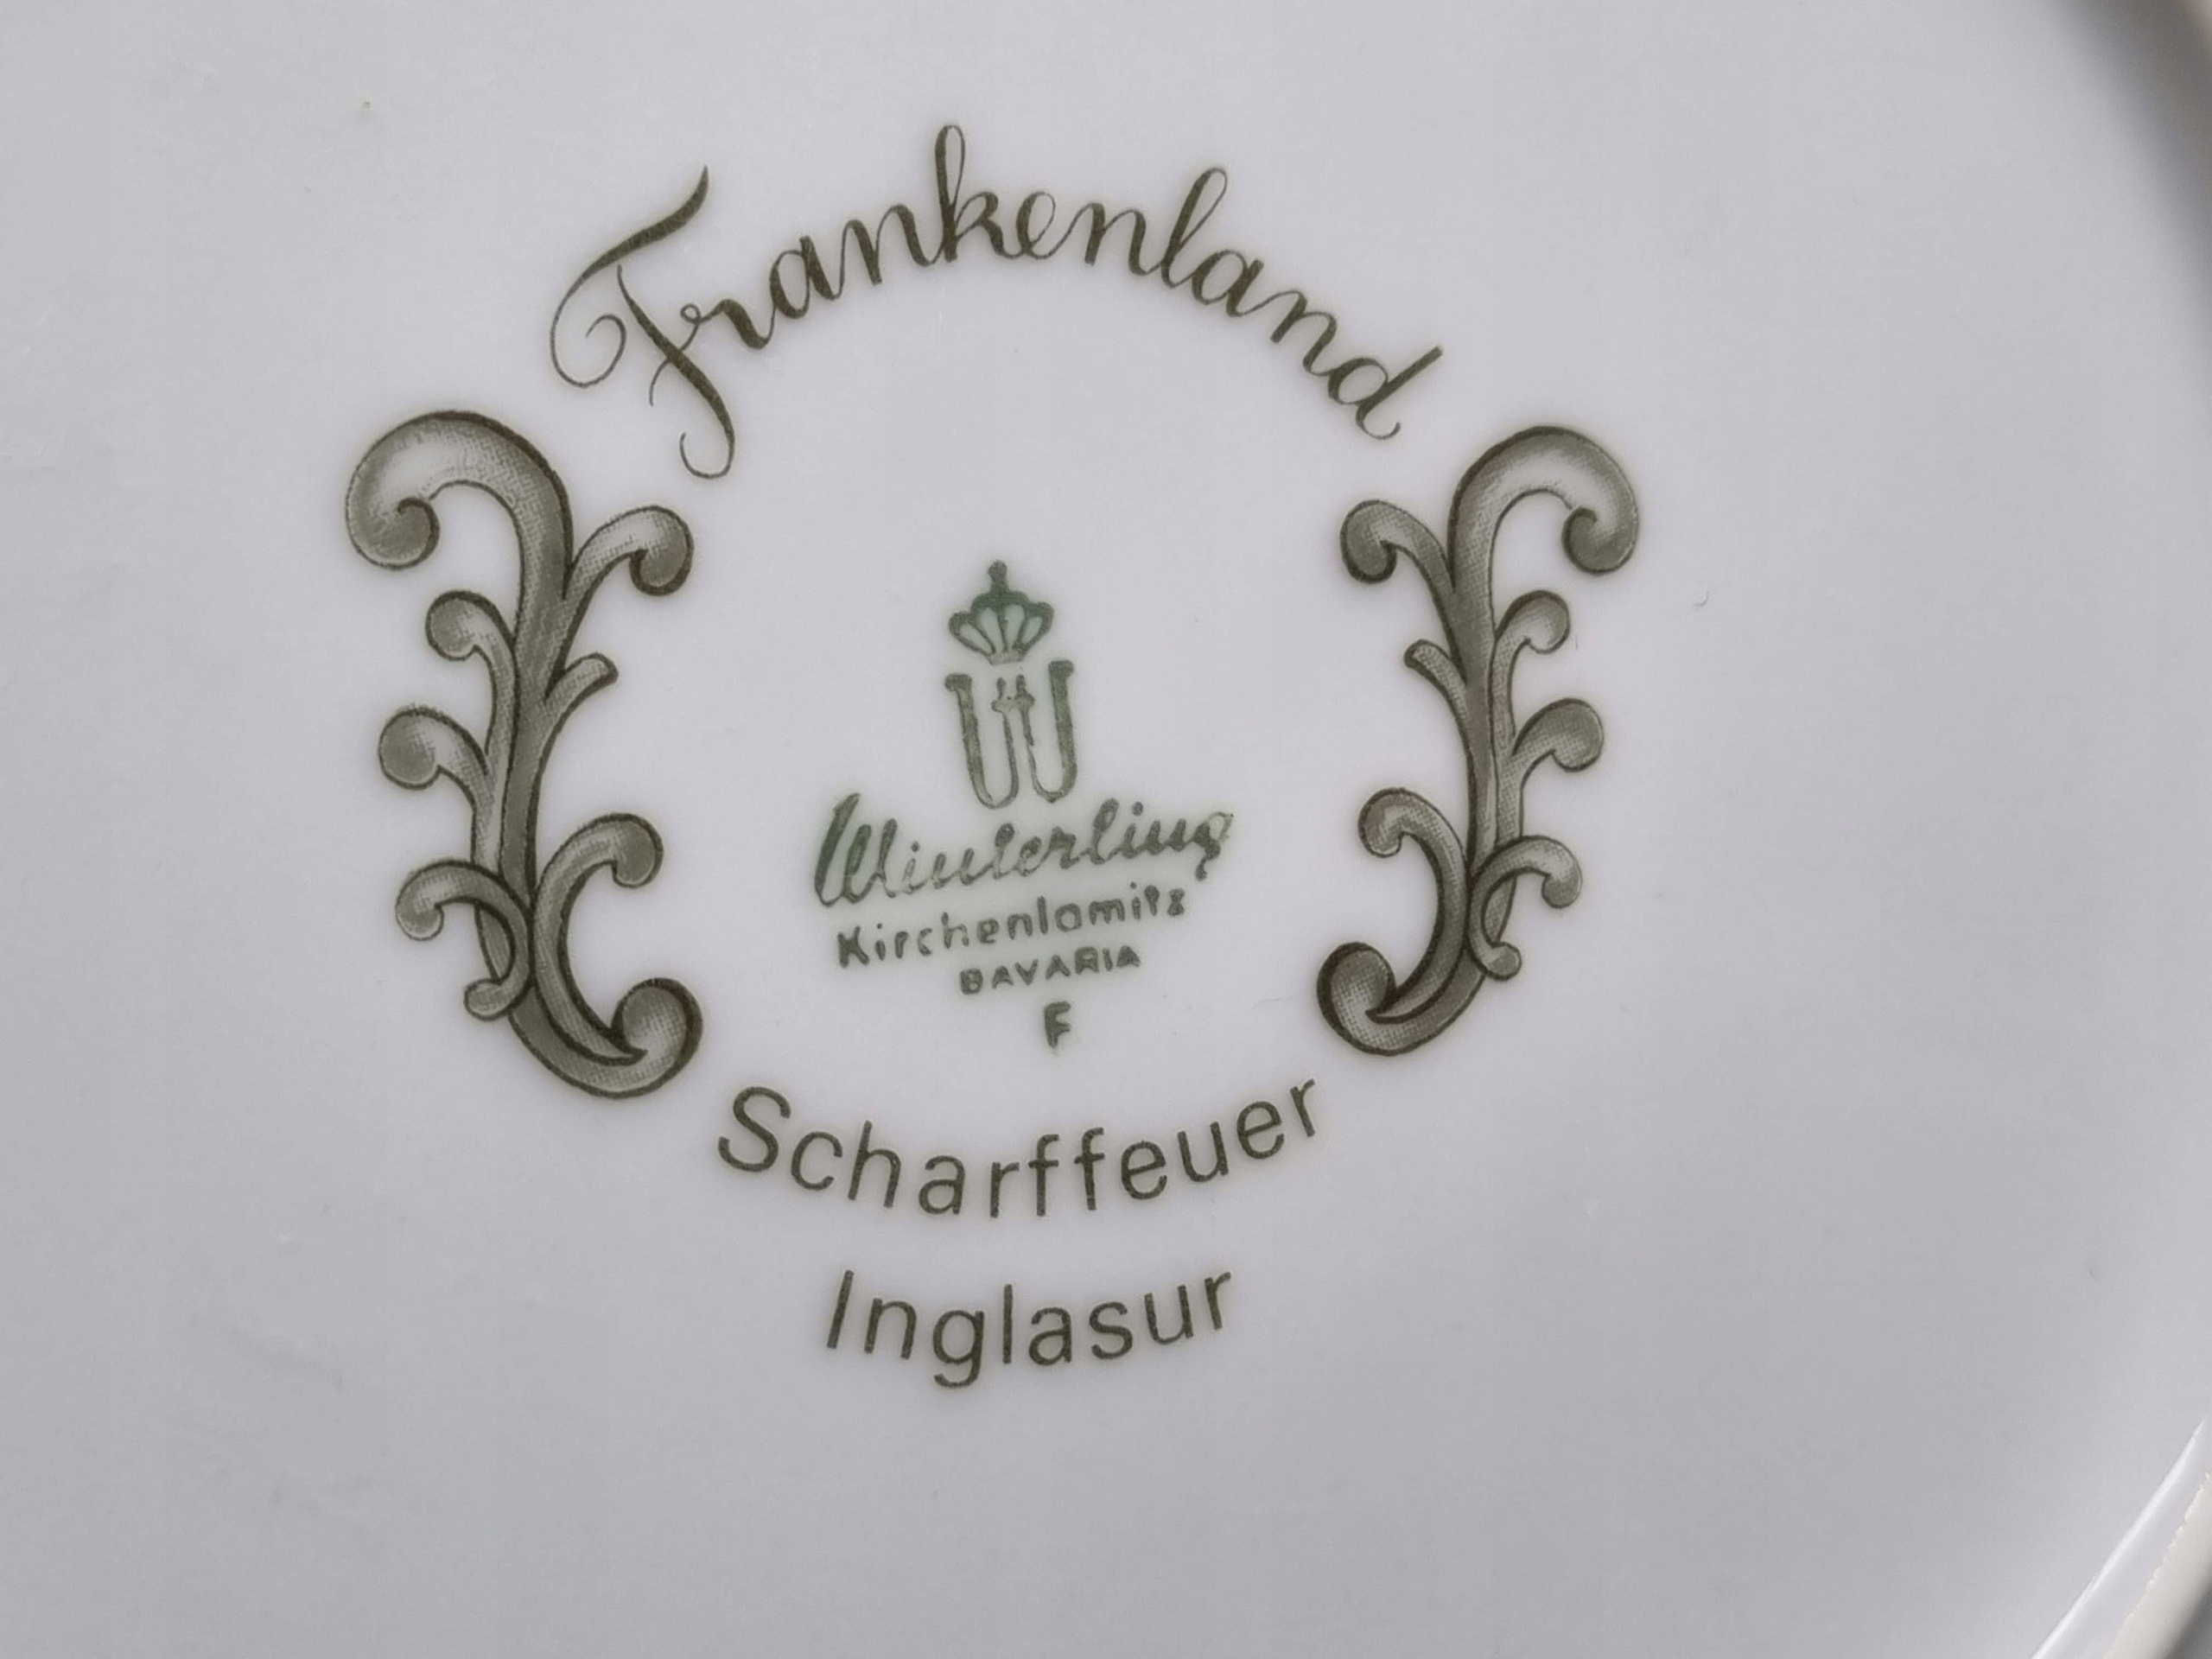 Frankenland
Winterling
Kirchenlamitz
BAVARIA
F
Scharffeuer
Inglasur